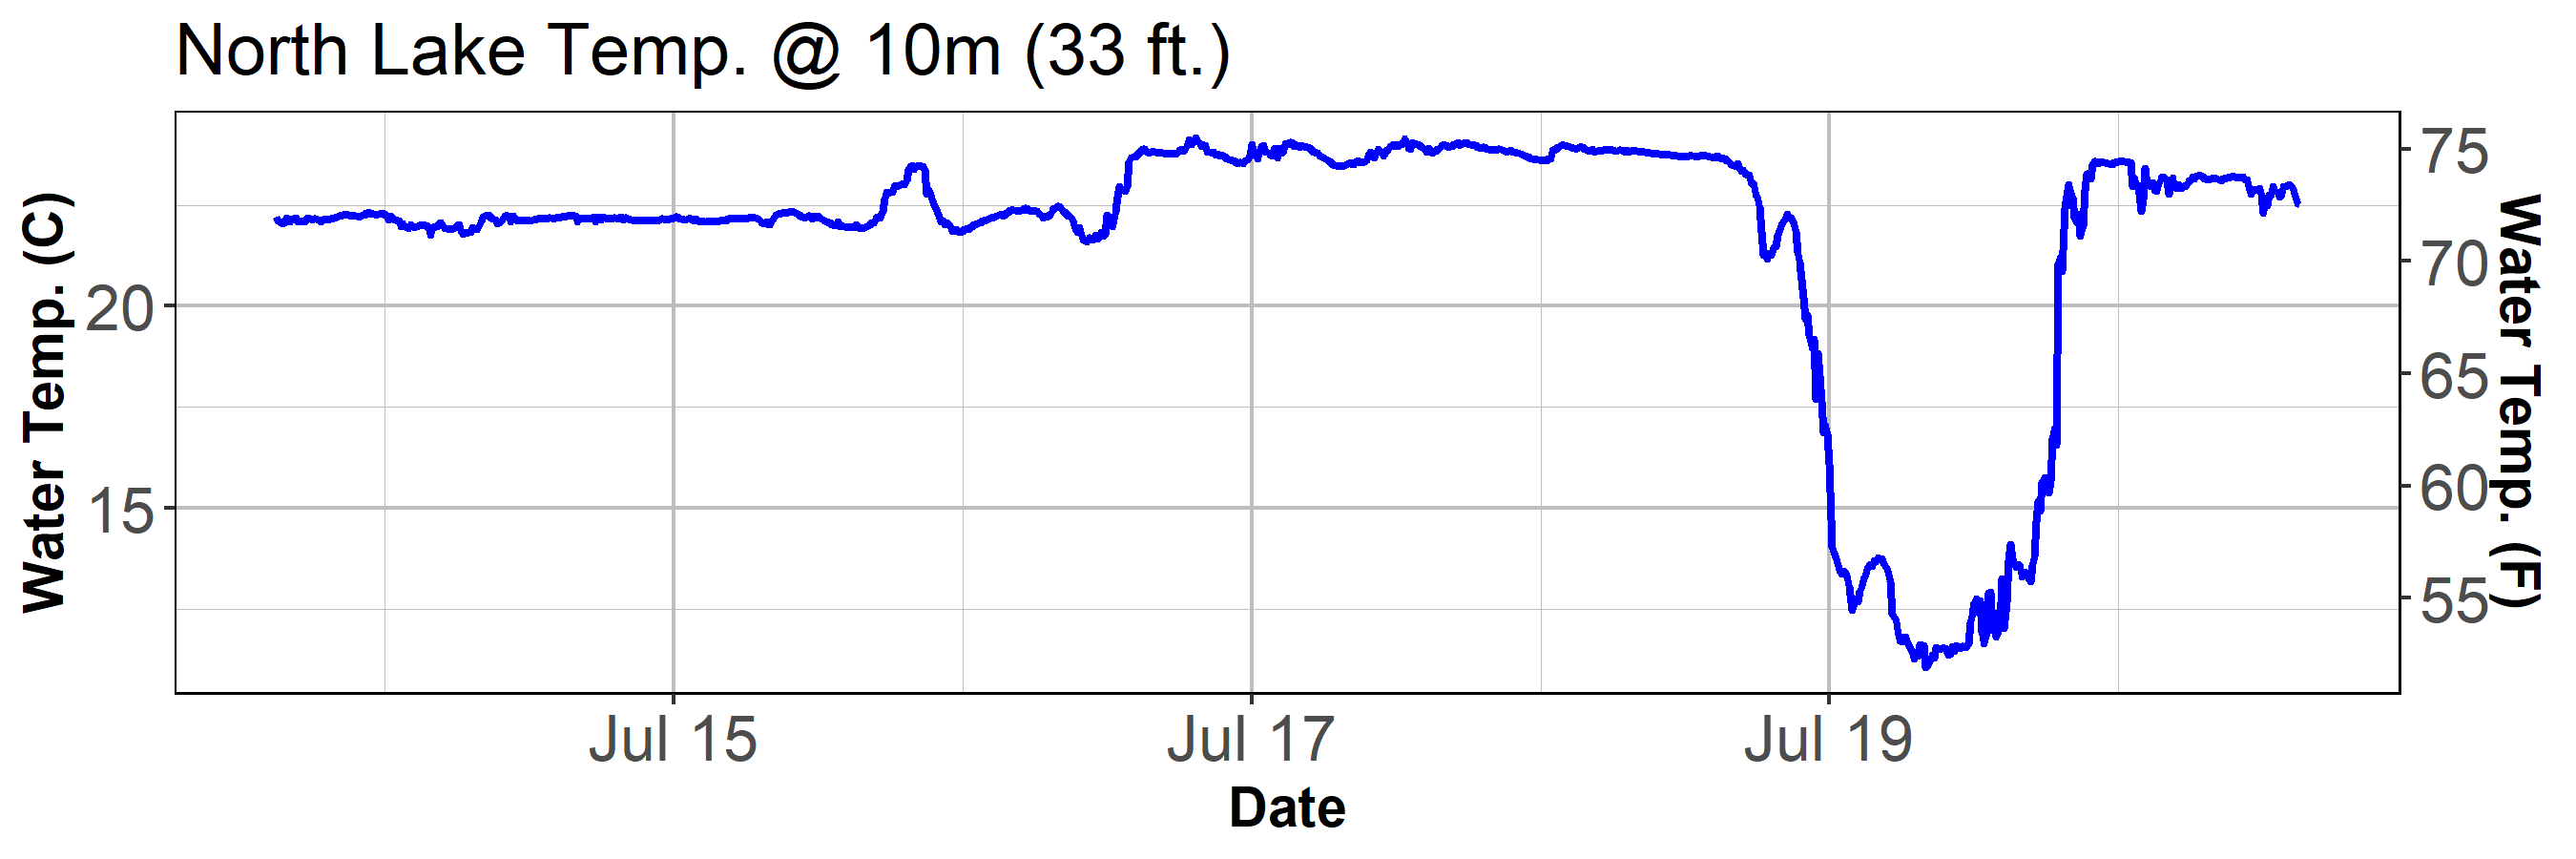 North Lake Temp. @ 10m (33 ft.)
Water Temp. (C)
20
15
75
70
65
60
55
Water Temp. (F)
Jul 15
Jul 17
Jul 19
Date